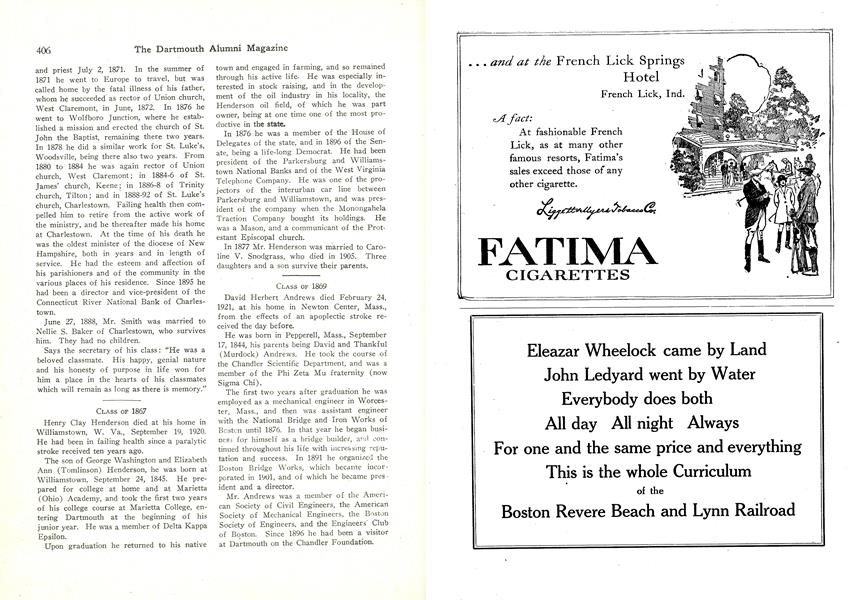 406
The Dartmouth Alumni Magazine
and priest July 2, 1871. In the summer of
1871 he went to Europe to travel, but was
called home by the fatal illness of his father,
whom he succeeded as rector of Union church,
West Claremont, in June, 1872. In 1876 he
went to Wolfboro Junction, where he estab-
lished a mission and erected the church of St.
John the Baptist, remaining there two years.
In 1878 he did a similar work for St. Luke's,
Woodsville, being there also two years. From
1880 to 1884 he was again rector of Union
church, West Claremont; in 1884-6 of St.
James' church, Keene; in 1886-8 of Trinity
church, Tilton; and in 1888-92 of St. Luke's
church, Charlestown. Failing health then com-
pelled him to retire from the active work of
the ministry, and he thereafter made his home
at Charlestown. At the time of his death he
was the oldest minister of the diocese of New
Hampshire, both in years and in length of
service. He had the esteem and affection of
his parishioners and of the community in the
various places of his residence. Since 1895 he
had been a director and vice-president of the
Connecticut River National Bank of Charles-
town.
June 27, 1888, Mr. Smith was married to
Nellie S. Baker of Charlestown, who survives
him. They had no children.
Says the secretary of his class: "He was a
beloved classmate. His happy, genial nature
and his honesty of purpose in life won for
him a place in the hearts of his classmates
which will remain as long as there is memory."
Class of 1867
Henry Clay Henderson died at his home in
Williamstown, W. Va., September 19, 1920.
He had been in failing health since a paralytic
stroke received ten years ago.
The son of George Washington and Elizabeth
Ann (Tomlinson) Henderson, he was born at
Williamstown, September 24, 1845. He pre-
pared for college at home and at Marietta
(Ohio) Academy, and took the first two years
of his college course at Marietta College, en-
tering Dartmouth at the beginning of his
junior year. He was a member of Delta Kappa
Epsilon.
Upon graduation he returned to his native
town and engaged in farming, and so remained
through his active life. He was especially in-
terested in stock raising, and in the develop-
ment of the oil industry in his locality, the
Henderson oil field, of which he was part
owner, being at one time one of the most pro-
ductive in the state.
In 1876 he was a member of the House of
Delegates of the state, and in 1896 of the Sen-
ate, being a life-long Democrat. He had been
president of the Parkersburg and Williams-
town National Banks and of the West Virginia
Telephone Company. He was one of the pro-
jectors of the interurban car line between
Parkersburg and Williamstown, and was pres-
ident of the company when the Monongahela
Traction Company bought its holdings. He
was a Mason, and a communicant of the Prot-
estant Episcopal church.
In 1877 Mr. Henderson was married to Caro-
line V. Snodgrass, who died in 1905. Three
daughters and a son survive their parents.
Class of 1869
David Herbert Andrews died February 24,
1921, at his home in Newton Center, Mass.,
from the effects of an apoplectic stroke re-
ceived the day before.
He was born in Pepperell, Mass., September
17, 1844, his parents being David and Thankful
(Murdock) Andrews. He took the course of
the Chandler Scientific Department, and was a
member of the Phi Zeta Mu fraternity (now
Sigma Chi).
The first two years after graduation he was
employed as a mechanical engineer in Worces-
ter, Mass., and then was assistant engineer
with the National Bridge and Iron Works of
Boston until 1876. In that year he began busi-
ness for himself as a bridge builder, and con-
tinued throughout his life with increasing repu-
tation and success. In 1891 he organized the
Boston Bridge Works, which became incor-
porated in 1901, and of which he became pres-
ident and a director.
Mr. Andrews was a member of the Ameri-
can Society of Civil Engineers, the American
Society of Mechanical Engineers, the Boston
Society of Engineers, and the Engineers' Club
of Boston. Since 1896 he had been a visitor
at Dartmouth on the Chandler Foundation.
...and at the French Lick Springs
Hotel
French Lick, Ind.
A fact:
At fashionable French
Lick, as at many other
famous resorts, Fatima's
sales exceed those of any
other cigarette.
Liggett & Myers Tobacco Co.
FATIMA
CIGARETTES
Eleazar Wheelock came by Land
John Ledyard went by Water
Everybody does both
All day All night Always
For one and the same price and everything
This is the whole Curriculum
of the
Boston Revere Beach and Lynn Railroad